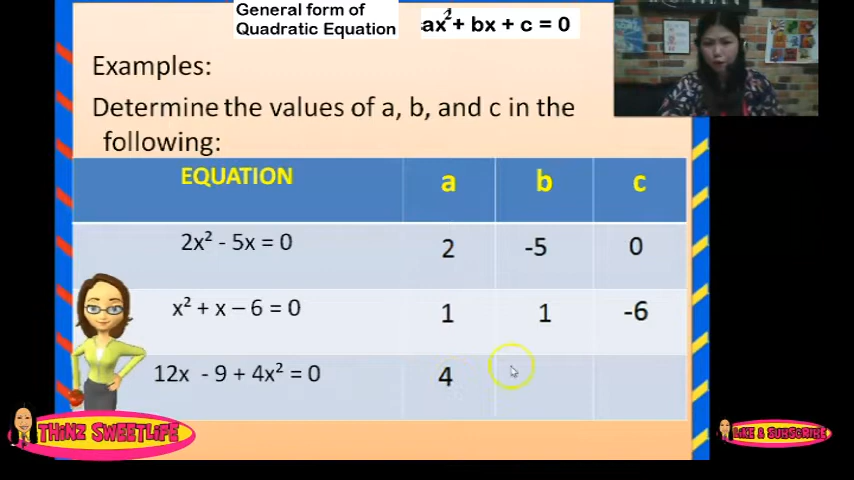 General form of
Quadratic Equation
ax²+ bx + c = 0
Examples:
Determine the values of a, b, and c in the
following:
EQUATION a b c
2x² - 5x = 0 2 -5 0
x² + x – 6 = 0 1 1 -6
12x - 9 + 4x² = 0 4
THiNZ SWEETLiFE
LiKE & SUBSCRiBE